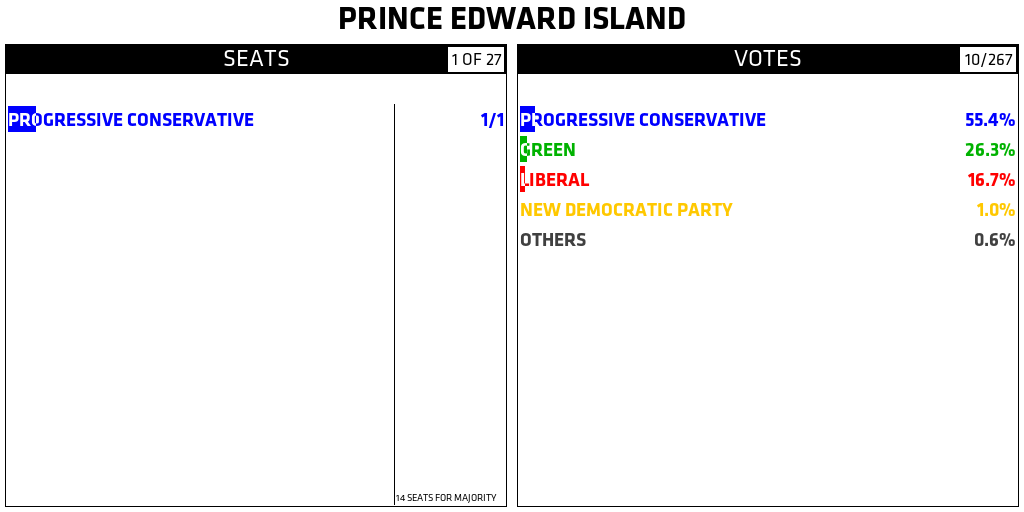 PRINCE EDWARD ISLAND
SEATS 1 OF 27
PROGRESSIVE CONSERVATIVE 1/1
14 SEATS FOR MAJORITY
VOTES 10/267
PROGRESSIVE CONSERVATIVE 55.4%
GREEN 26.3%
LIBERAL 16.7%
NEW DEMOCRATIC PARTY 1.0%
OTHERS 0.6%